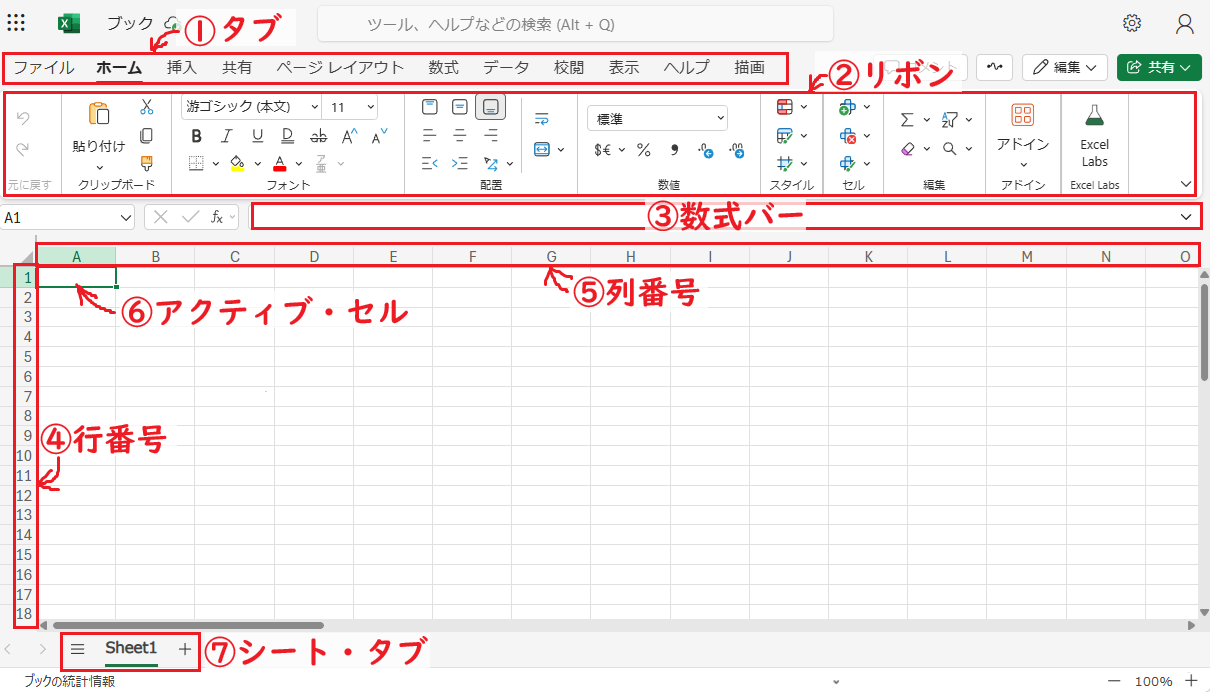 ブック ①タブ ツール、ヘルプなどの検索 (Alt + Q)
ファイル ホーム 挿入 共有 ページ レイアウト 数式 データ 校閲 表示 ヘルプ 描画 ②リボン 編集 共有
游ゴシック (本文) 11 標準
貼り付け B I U D ab A^ A˅ $€ % アドイン Excel Labs
元に戻す クリップボード フォント 配置 数値 スタイル セル 編集 アドイン Excel Labs
A1 fx ③数式バー
A B C D E F G H I J K L M N O
1
⑤列番号
2
⑥アクティブ・セル
3
4
5
6
7
8
9
④行番号
10
11
12
13
14
15
16
17
18
Sheet1 ⑦シート・タブ
ブックの統計情報 100%